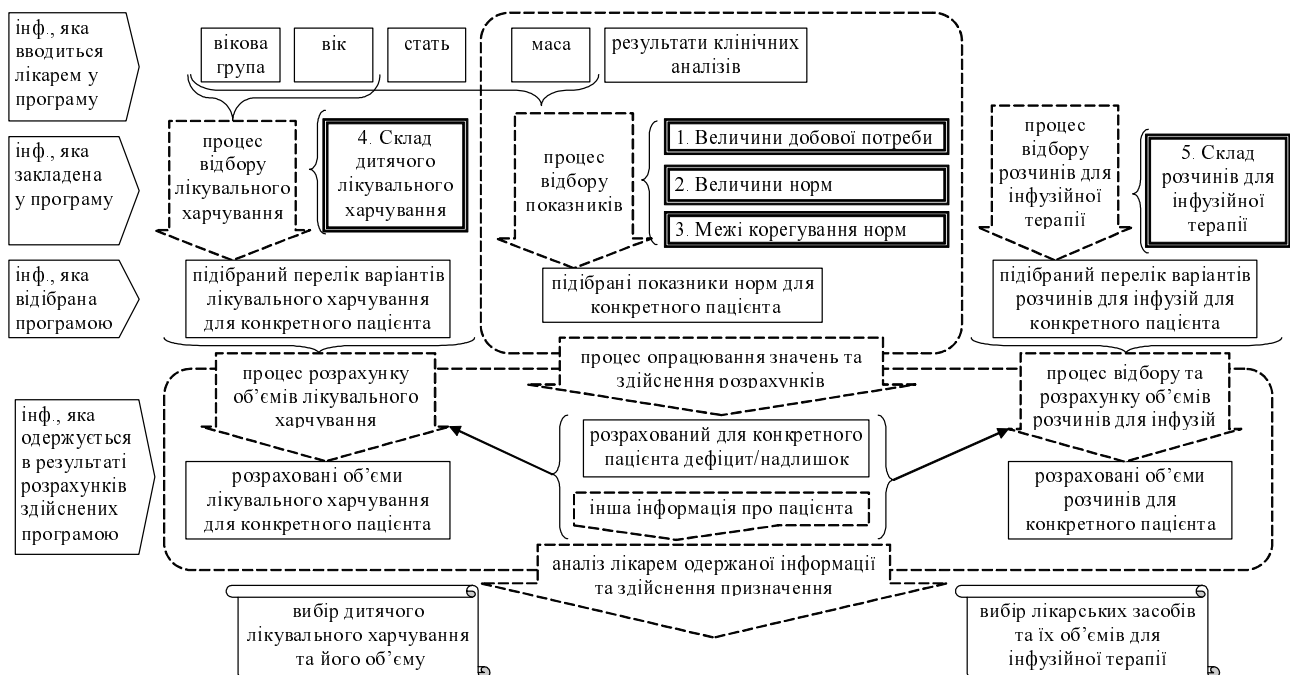 інф., яка
вводиться
лікарем у
програму
вікова
група
вік
стать
маса
результати клінічних
аналізів
інф., яка
закладена
у програму
процес
відбору
лікувального
харчування
4. Склад
дитячого
лікувального
харчування
процес
відбору
показників
1. Величини добової потреби
2. Величини норм
3. Межі корегування норм
процес
відбору
розчинів для
інфузійної
терапії
5. Склад
розчинів для
інфузійної
терапії
інф., яка
відібрана
програмою
підібраний перелік варіантів
лікувального харчування
для конкретного пацієнта
підібрані показники норм для
конкретного пацієнта
підібраний перелік варіантів
розчинів для інфузій для
конкретного пацієнта
процес опрацювання значень та
здійснення розрахунків
інф., яка
одержується
в результаті
розрахунків
здійснених
програмою
процес розрахунку
об’ємів лікувального
харчування
процес відбору та
розрахунку об’ємів
розчинів для інфузій
розрахований для конкретного
пацієнта дефіцит/надлишок
інша інформація про пацієнта
розраховані об’єми
лікувального харчування
для конкретного пацієнта
розраховані об’єми
розчинів для
конкретного пацієнта
аналіз лікарем одержаної інформації
та здійснення призначення
вибір дитячого
лікувального харчування
та його об’єму
вибір лікарських засобів
та їх об’ємів для
інфузійної терапії